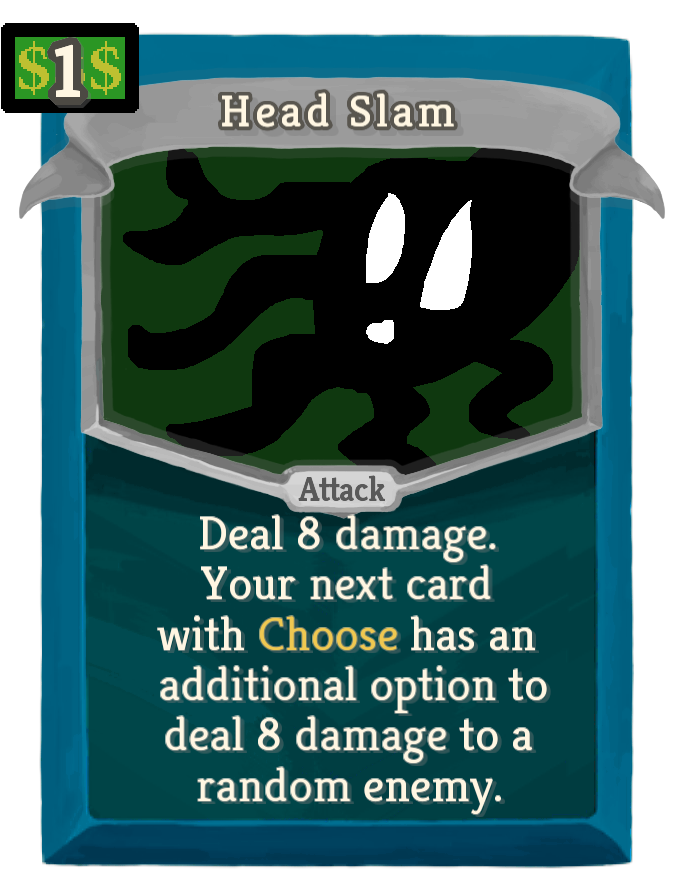 $1$
Head Slam
Attack
Deal 8 damage.
Your next card
with Choose has an
additional option to
deal 8 damage to a
random enemy.